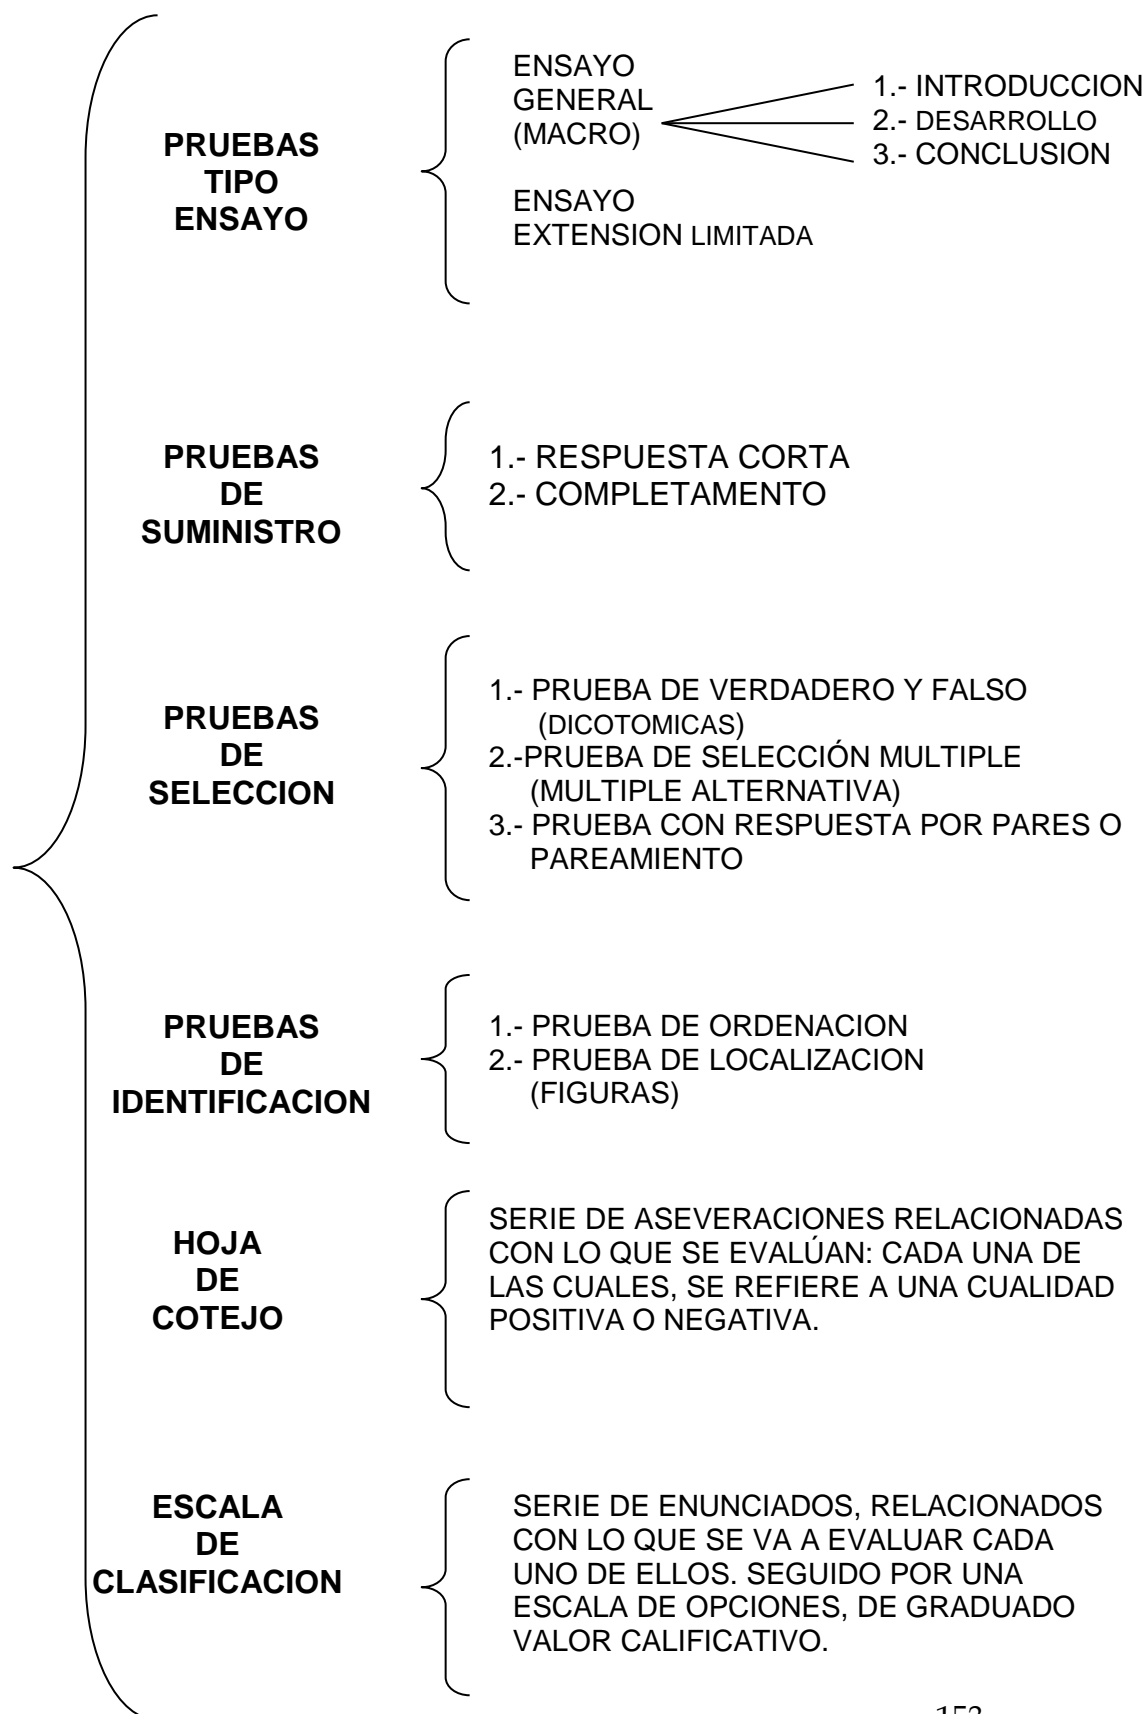 PRUEBAS
TIPO
ENSAYO
ENSAYO
GENERAL
(MACRO)
1.- INTRODUCCION
2.- DESARROLLO
3.- CONCLUSION
ENSAYO
EXTENSION LIMITADA
PRUEBAS
DE
SUMINISTRO
1.- RESPUESTA CORTA
2.- COMPLETAMENTO
PRUEBAS
DE
SELECCION
1.- PRUEBA DE VERDADERO Y FALSO
(DICOTOMICAS)
2.-PRUEBA DE SELECCIÓN MULTIPLE
(MULTIPLE ALTERNATIVA)
3.- PRUEBA CON RESPUESTA POR PARES O
PAREAMIENTO
PRUEBAS
DE
IDENTIFICACION
1.- PRUEBA DE ORDENACION
2.- PRUEBA DE LOCALIZACION
(FIGURAS)
HOJA
DE
COTEJO
SERIE DE ASEVERACIONES RELACIONADAS
CON LO QUE SE EVALÚAN: CADA UNA DE
LAS CUALES, SE REFIERE A UNA CUALIDAD
POSITIVA O NEGATIVA.
ESCALA
DE
CLASIFICACION
SERIE DE ENUNCIADOS, RELACIONADOS
CON LO QUE SE VA A EVALUAR CADA
UNO DE ELLOS. SEGUIDO POR UNA
ESCALA DE OPCIONES, DE GRADUADO
VALOR CALIFICATIVO.